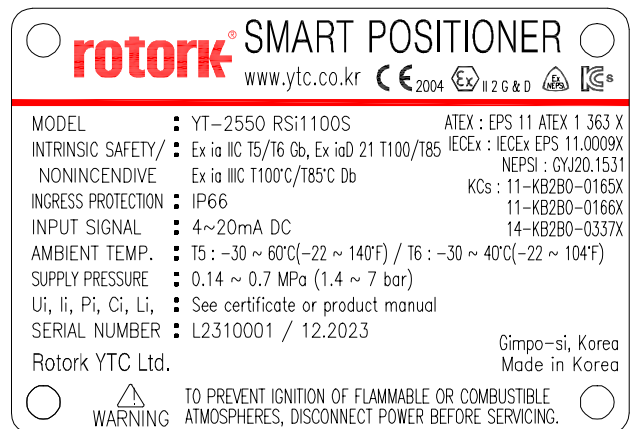 rotork® SMART POSITIONER
www.ytc.co.kr CE 2004 Ex II 2 G & D Ex NEPSI KCs
MODEL : YT-2550 RSi1100S ATEX : EPS 11 ATEX 1 363 X
INTRINSIC SAFETY/ : Ex ia IIC T5/T6 Gb, Ex iaD 21 T100/T85 IECEx : IECEx EPS 11.0009X
NONINCENDIVE Ex ia IIIC T100°C/T85°C Db NEPSI : GYJ20.1531
INGRESS PROTECTION : IP66 KCs : 11-KB2B0-0165X
11-KB2B0-0166X
INPUT SIGNAL : 4~20mA DC 14-KB2B0-0337X
AMBIENT TEMP. : T5 : -30 ~ 60°C(-22 ~ 140°F) / T6 : -30 ~ 40°C(-22 ~ 104°F)
SUPPLY PRESSURE : 0.14 ~ 0.7 MPa (1.4 ~ 7 bar)
Ui, Ii, Pi, Ci, Li, : See certificate or product manual
SERIAL NUMBER : L2310001 / 12.2023
Gimpo-si, Korea
Rotork YTC Ltd. Made in Korea
WARNING TO PREVENT IGNITION OF FLAMMABLE OR COMBUSTIBLE
ATMOSPHERES, DISCONNECT POWER BEFORE SERVICING.